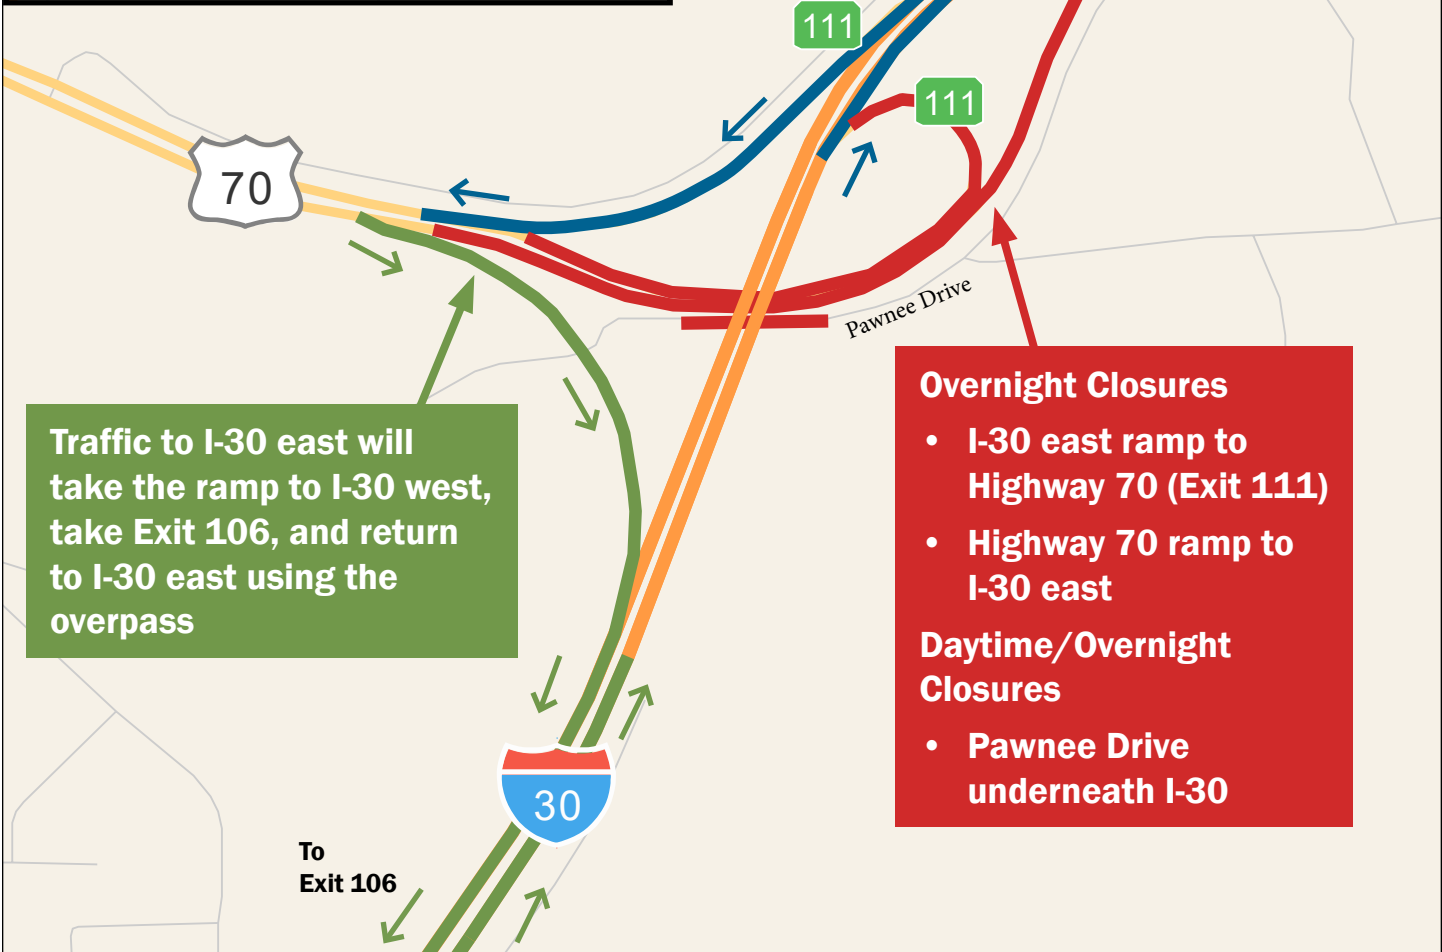 111
111
70
Pawnee Drive
Traffic to I-30 east will
take the ramp to I-30 west,
take Exit 106, and return
to I-30 east using the
overpass
Overnight Closures
• I-30 east ramp to
Highway 70 (Exit 111)
• Highway 70 ramp to
I-30 east
Daytime/Overnight
Closures
• Pawnee Drive
underneath I-30
30
To
Exit 106